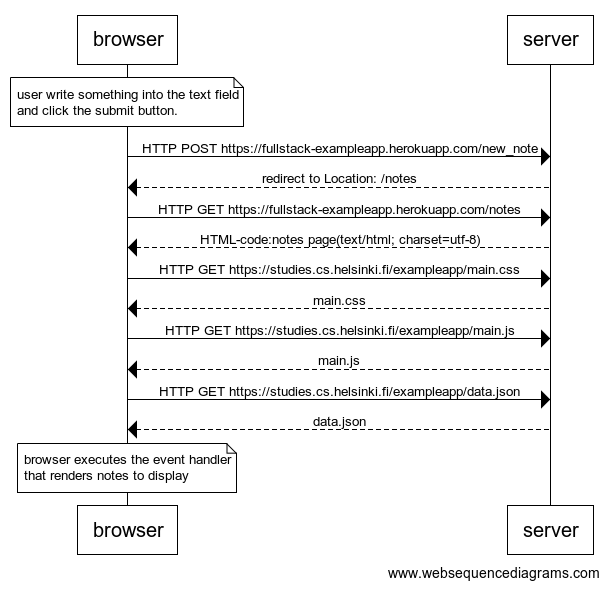 browser server
user write something into the text field
and click the submit button.
HTTP POST https://fullstack-exampleapp.herokuapp.com/new_note
redirect to Location: /notes
HTTP GET https://fullstack-exampleapp.herokuapp.com/notes
HTML-code:notes page(text/html; charset=utf-8)
HTTP GET https://studies.cs.helsinki.fi/exampleapp/main.css
main.css
HTTP GET https://studies.cs.helsinki.fi/exampleapp/main.js
main.js
HTTP GET https://studies.cs.helsinki.fi/exampleapp/data.json
data.json
browser executes the event handler
that renders notes to display
browser server
www.websequencediagrams.com